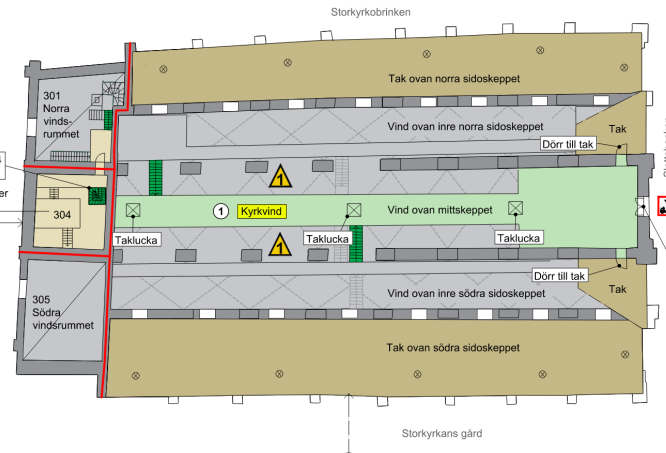 Storkyrkobrinken
Tak ovan norra sidoskeppet
301
Norra
vinds-
rummet
Vind ovan inre norra sidoskeppet
Tak
Dörr till tak
1
304
1
Kyrkvind
Vind ovan mittskeppet
Taklucka
Taklucka
Taklucka
1
Dörr till tak
305
Södra
vindsrummet
Vind ovan inre södra sidoskeppet
Tak
Tak ovan södra sidoskeppet
Storkyrkans gård